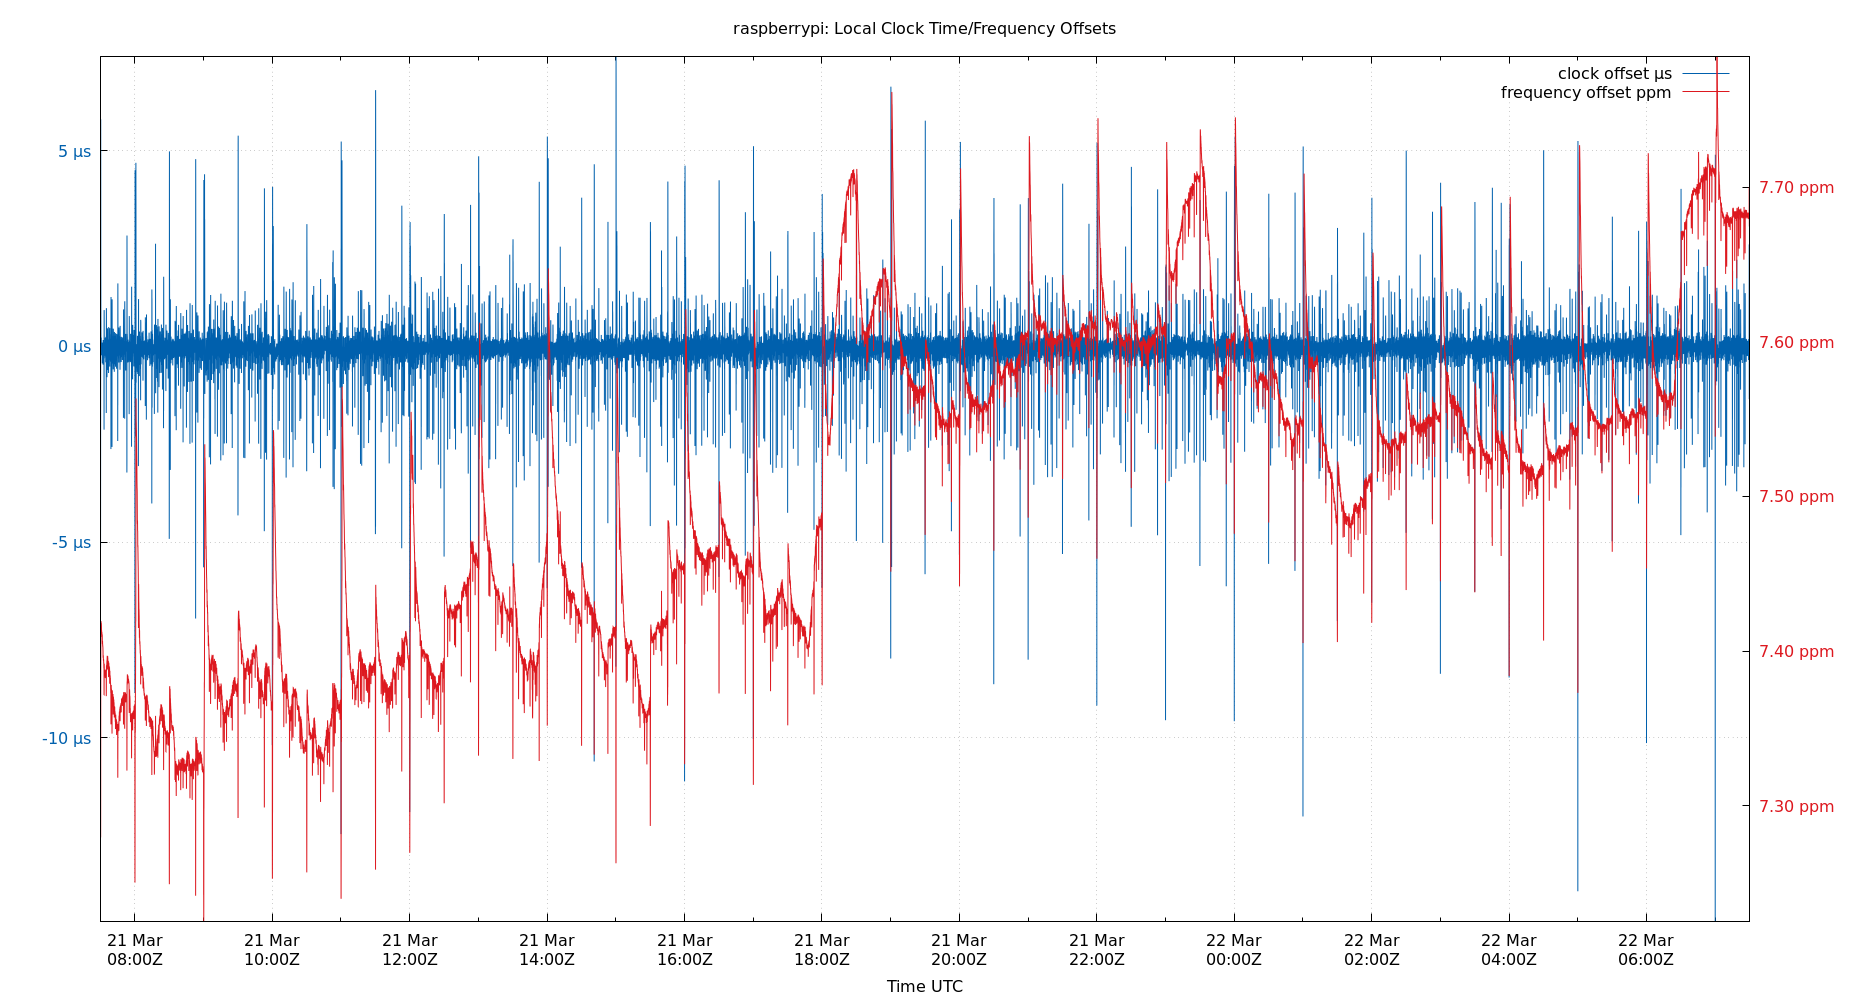 raspberrypi: Local Clock Time/Frequency Offsets
clock offset µs
frequency offset ppm
5 µs
0 µs
-5 µs
-10 µs
7.70 ppm
7.60 ppm
7.50 ppm
7.40 ppm
7.30 ppm
21 Mar 21 Mar 21 Mar 21 Mar 21 Mar 21 Mar 21 Mar 21 Mar 22 Mar 22 Mar 22 Mar 22 Mar
08:00Z 10:00Z 12:00Z 14:00Z 16:00Z 18:00Z 20:00Z 22:00Z 00:00Z 02:00Z 04:00Z 06:00Z
Time UTC